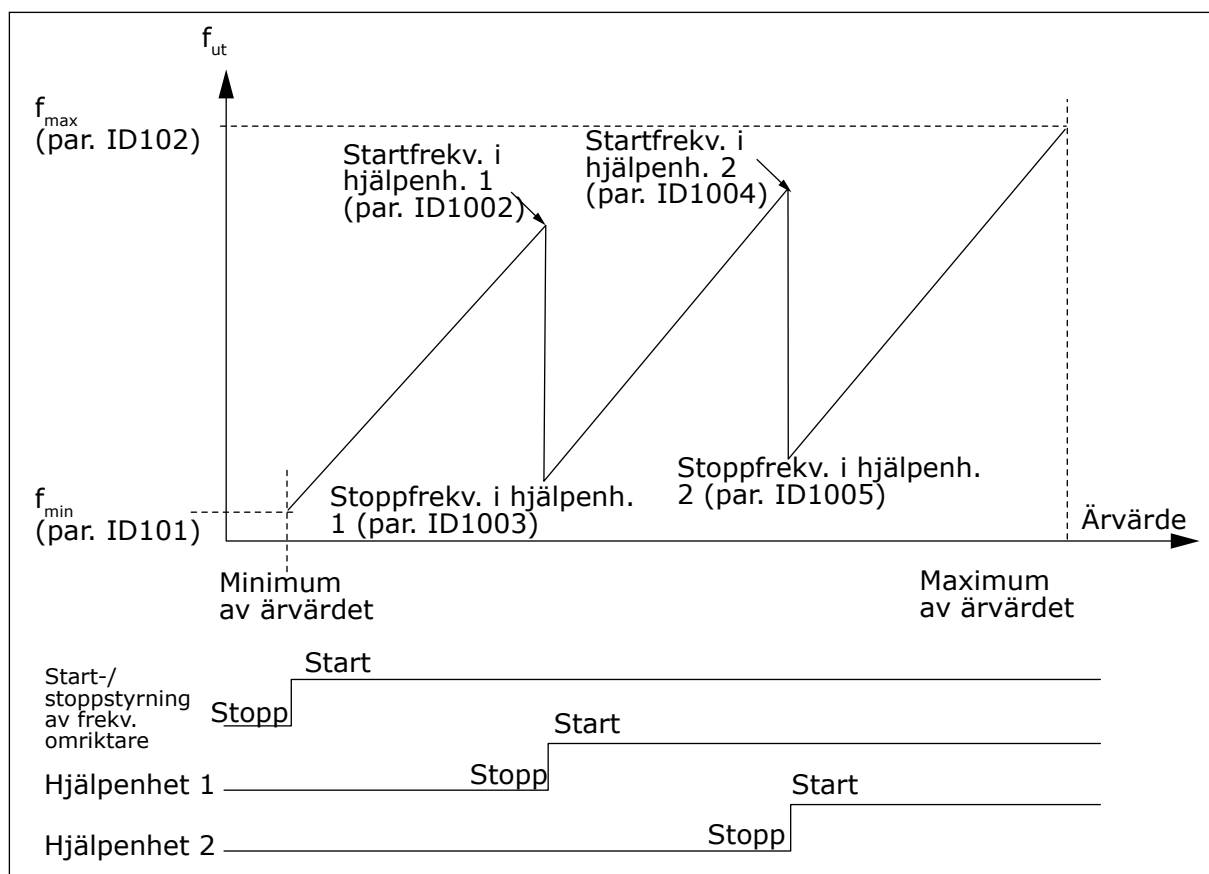 f_ut
f_max
(par. ID102)
Startfrekv. i
hjälpenh. 1
(par. ID1002)
Startfrekv. i
hjälpenh. 2
(par. ID1004)
Stoppfrekv. i hjälpenh.
1 (par. ID1003)
Stoppfrekv. i hjälpenh.
2 (par. ID1005)
f_min
(par. ID101)
Ärvärde
Minimum
av ärvärdet
Maximum
av ärvärdet
Start-/
stoppstyrning
av frekv.
omriktare
Stopp
Start
Hjälpenhet 1
Stopp
Start
Hjälpenhet 2
Stopp
Start